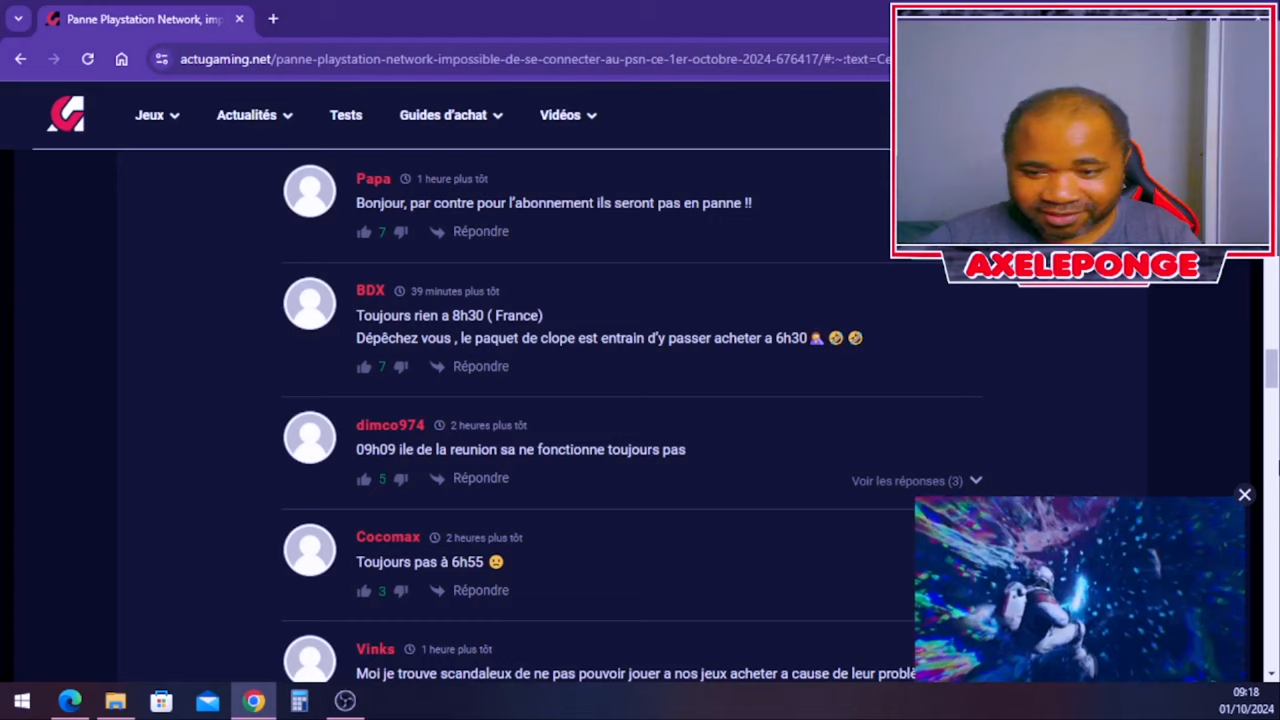 Panne Playstation Network, imp
actugaming.net/panne-playstation-network-impossible-de-se-connecter-au-psn-ce-1er-octobre-2024-676417/#:~:text=Ce
Jeux
Actualités
Tests
Guides d'achat
Vidéos
AXELEPONGE
Papa 1 heure plus tôt
Bonjour, par contre pour l'abonnement ils seront pas en panne !!
7 Répondre
BDX 39 minutes plus tôt
Toujours rien a 8h30 ( France)
Dépêchez vous , le paquet de clope est entrain d'y passer acheter a 6h30🤦‍♀️ 🤣 🤣
7 Répondre
dimco974 2 heures plus tôt
09h09 ile de la reunion sa ne fonctionne toujours pas
5 Répondre
Voir les réponses (3)
Cocomax 2 heures plus tôt
Toujours pas à 6h55 🙁
3 Répondre
Vinks 1 heure plus tôt
Moi je trouve scandaleux de ne pas pouvoir jouer a nos jeux acheter a cause de leur problè
09:18
01/10/2024